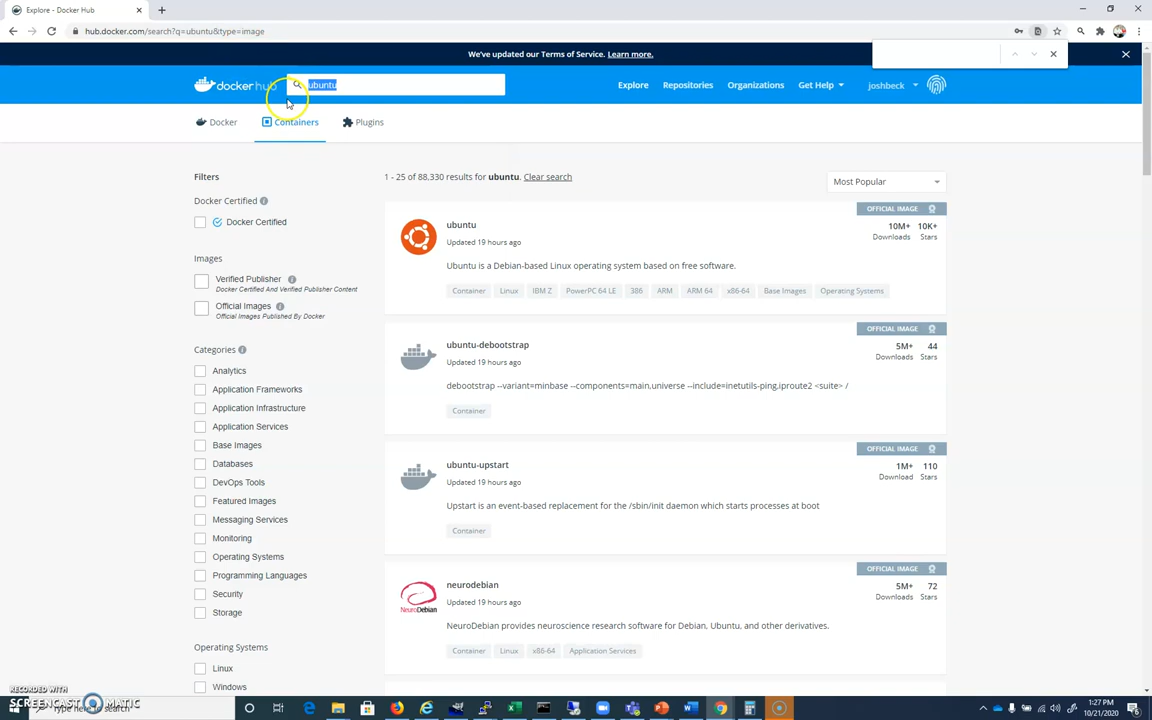 Explore - Docker Hub
hub.docker.com/search?q=ubuntu&type=image
We've updated our Terms of Service. Learn more.
dockerhub
ubuntu
Explore
Repositories
Organizations
Get Help
joshbeck
Docker
Containers
Plugins
Filters
1 - 25 of 88,330 results for ubuntu. Clear search
Most Popular
Docker Certified
Docker Certified
Images
Verified Publisher
Docker Certified And Verified Publisher Content
Official Images
Official Images Published By Docker
Categories
Analytics
Application Frameworks
Application Infrastructure
Application Services
Base Images
Databases
DevOps Tools
Featured Images
Messaging Services
Monitoring
Operating Systems
Programming Languages
Security
Storage
Operating Systems
Linux
Windows
OFFICIAL IMAGE
ubuntu
10M+ 10K+
Downloads Stars
Updated 19 hours ago
Ubuntu is a Debian-based Linux operating system based on free software.
Container Linux IBM Z PowerPC 64 LE 386 ARM ARM 64 x86-64 Base Images Operating Systems
OFFICIAL IMAGE
ubuntu-debootstrap
5M+ 44
Downloads Stars
Updated 19 hours ago
debootstrap --variant=minbase --components=main,universe --include=inetutils-ping,iproute2 <suite> /
Container
OFFICIAL IMAGE
ubuntu-upstart
1M+ 110
Download Stars
Updated 19 hours ago
Upstart is an event-based replacement for the /sbin/init daemon which starts processes at boot
Container
OFFICIAL IMAGE
neurodebian
NEURODEBIAN
5M+ 72
Downloads Stars
Updated 19 hours ago
NeuroDebian provides neuroscience research software for Debian, Ubuntu, and other derivatives.
Container Linux x86-64 Application Services
RECORDED WITH
SCREENCAST MATIC
Type here to search
1:27 PM
10/21/2020